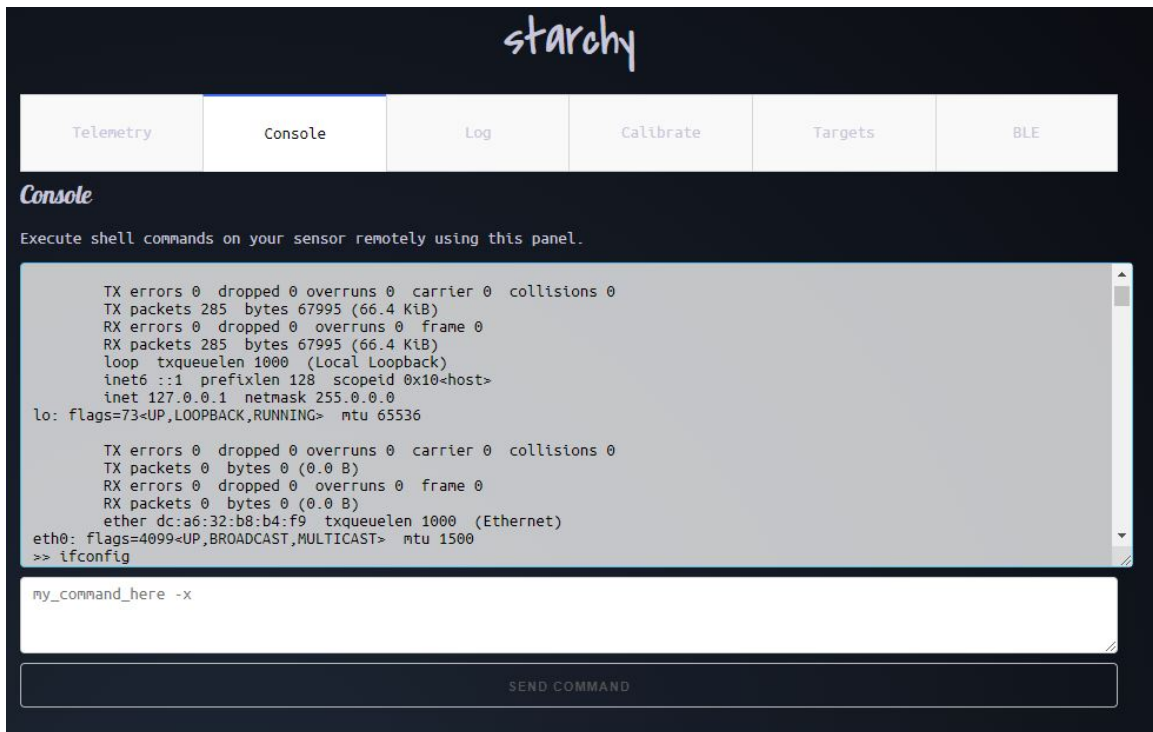 starchy
Telemetry
Console
Log
Calibrate
Targets
BLE
Console
Execute shell commands on your sensor remotely using this panel.
TX errors 0  dropped 0 overruns 0  carrier 0  collisions 0
TX packets 285  bytes 67995 (66.4 KiB)
RX errors 0  dropped 0  overruns 0  frame 0
RX packets 285  bytes 67995 (66.4 KiB)
loop  txqueuelen 1000  (Local Loopback)
inet6 ::1  prefixlen 128  scopeid 0x10<host>
inet 127.0.0.1  netmask 255.0.0.0
lo: flags=73<UP,LOOPBACK,RUNNING>  mtu 65536
TX errors 0  dropped 0 overruns 0  carrier 0  collisions 0
TX packets 0  bytes 0 (0.0 B)
RX errors 0  dropped 0  overruns 0  frame 0
RX packets 0  bytes 0 (0.0 B)
ether dc:a6:32:b8:b4:f9  txqueuelen 1000  (Ethernet)
eth0: flags=4099<UP,BROADCAST,MULTICAST>  mtu 1500
>> ifconfig
my_command_here -x
SEND COMMAND